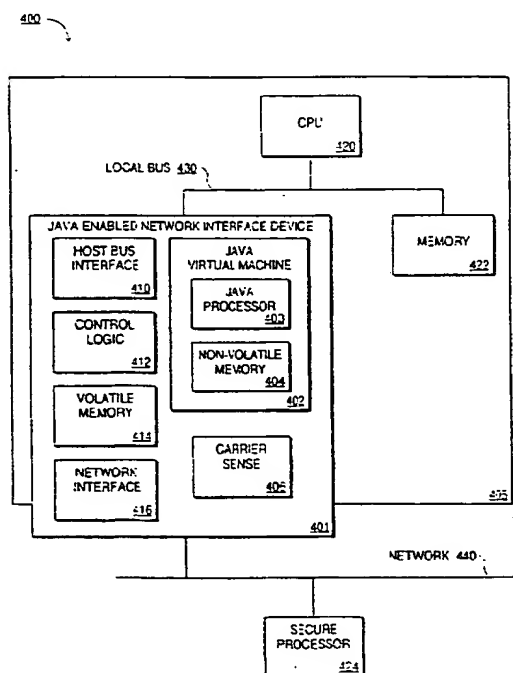 400
CPU
420
LOCAL BUS 430
JAVA ENABLED NETWORK INTERFACE DEVICE
HOST BUS
INTERFACE
410
JAVA
VIRTUAL MACHINE
JAVA
PROCESSOR
403
MEMORY
422
CONTROL
LOGIC
412
NON-VOLATILE
MEMORY
404
402
VOLATILE
MEMORY
414
CARRIER
SENSE
406
NETWORK
INTERFACE
416
401
NETWORK 440
SECURE
PROCESSOR
424